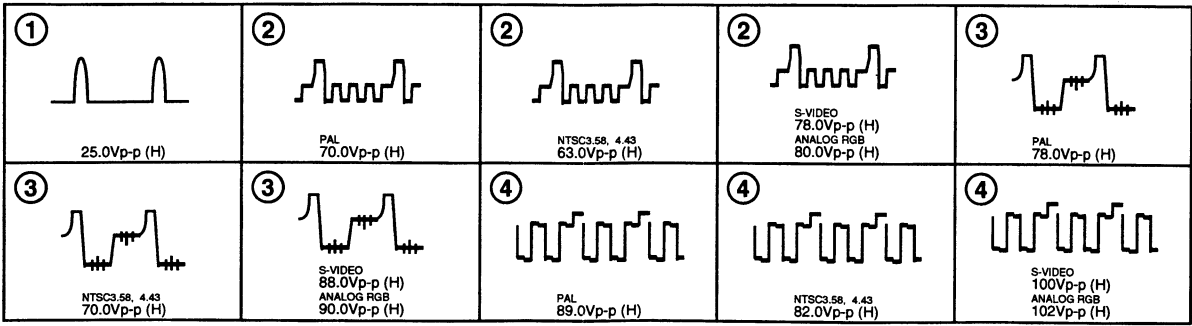 ①
25.0Vp-p (H)
②
PAL
70.0Vp-p (H)
②
NTSC3.58, 4.43
63.0Vp-p (H)
②
S-VIDEO
78.0Vp-p (H)
ANALOG RGB
80.0Vp-p (H)
③
PAL
78.0Vp-p (H)
③
NTSC3.58, 4.43
70.0Vp-p (H)
③
S-VIDEO
88.0Vp-p (H)
ANALOG RGB
90.0Vp-p (H)
④
PAL
89.0Vp-p (H)
④
NTSC3.58, 4.43
82.0Vp-p (H)
④
S-VIDEO
100Vp-p (H)
ANALOG RGB
102Vp-p (H)